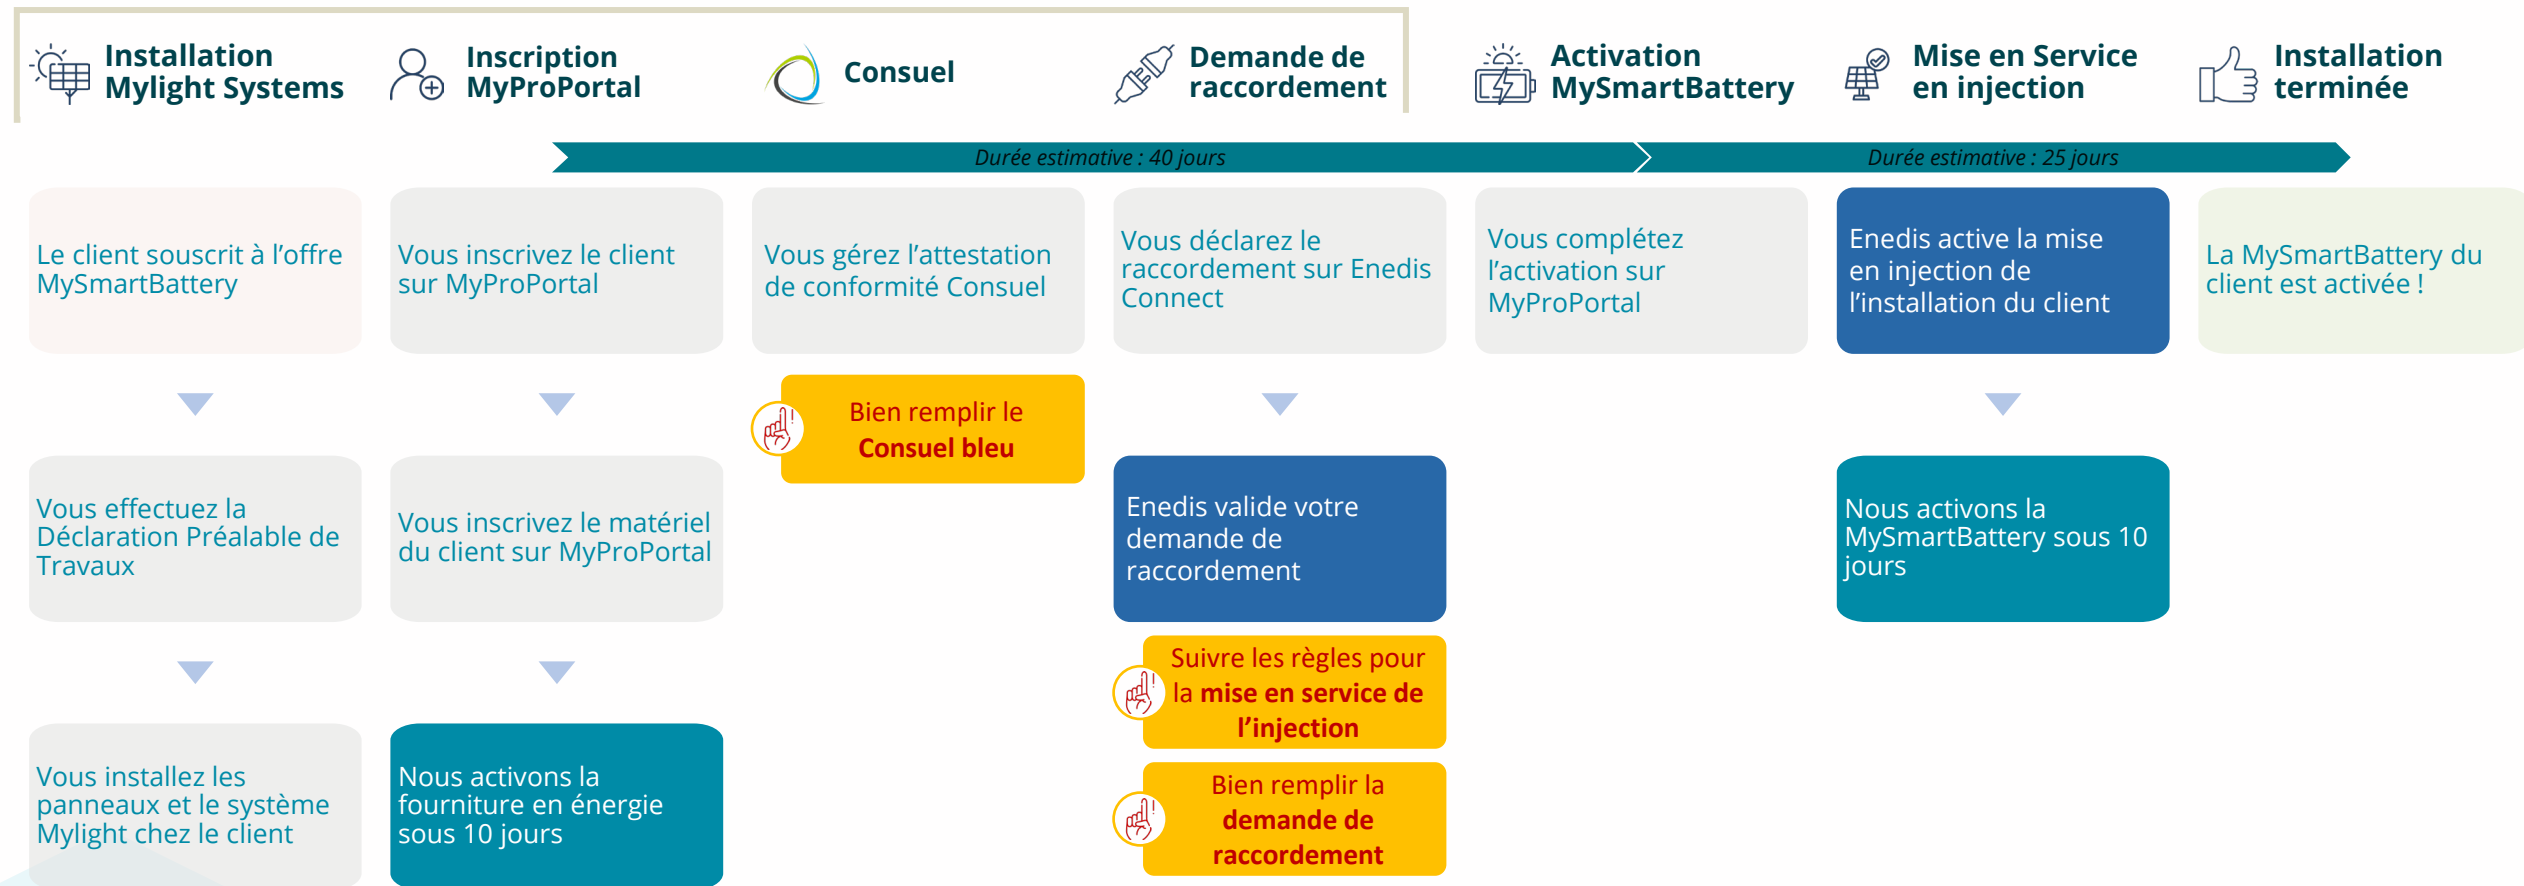 Installation
Mylight Systems
Inscription
MyProPortal
Consuel
Demande de
raccordement
Activation
MySmartBattery
Mise en Service
en injection
Installation
terminée
Durée estimative : 40 jours
Durée estimative : 25 jours
Le client souscrit à l’offre
MySmartBattery
Vous effectuez la
Déclaration Préalable de
Travaux
Vous installez les
panneaux et le système
Mylight chez le client
Vous inscrivez le client
sur MyProPortal
Vous inscrivez le matériel
du client sur MyProPortal
Nous activons la
fourniture en énergie
sous 10 jours
Vous gérez l’attestation
de conformité Consuel
Bien remplir le
Consuel bleu
Vous déclarez le
raccordement sur Enedis
Connect
Enedis valide votre
demande de
raccordement
Suivre les règles pour
la mise en service de
l’injection
Bien remplir la
demande de
raccordement
Vous complétez
l’activation sur
MyProPortal
Enedis active la mise
en injection de
l’installation du client
Nous activons la
MySmartBattery sous 10
jours
La MySmartBattery du
client est activée !